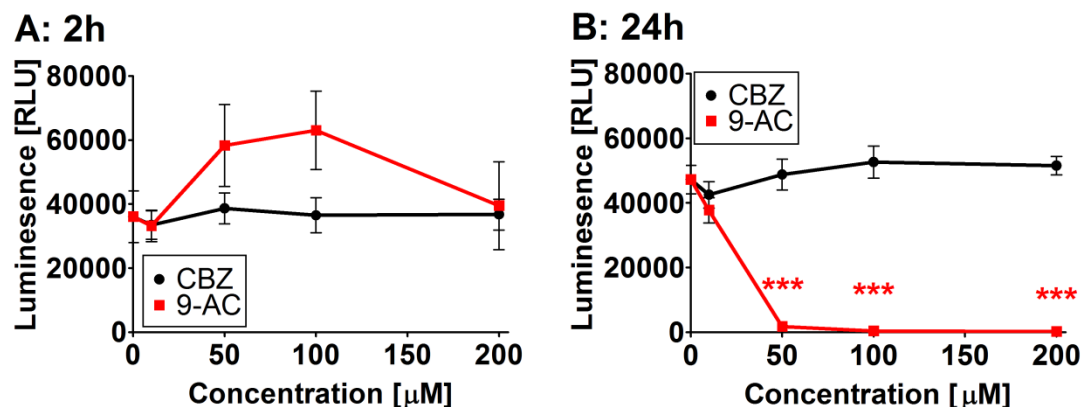 A: 2h
Luminesence [RLU]
80000
60000
40000
20000
0
CBZ
9-AC
0 50 100 150 200
Concentration [µM]
B: 24h
Luminesence [RLU]
80000
60000
40000
20000
0
CBZ
9-AC
*** *** ***
0 50 100 150 200
Concentration [µM]